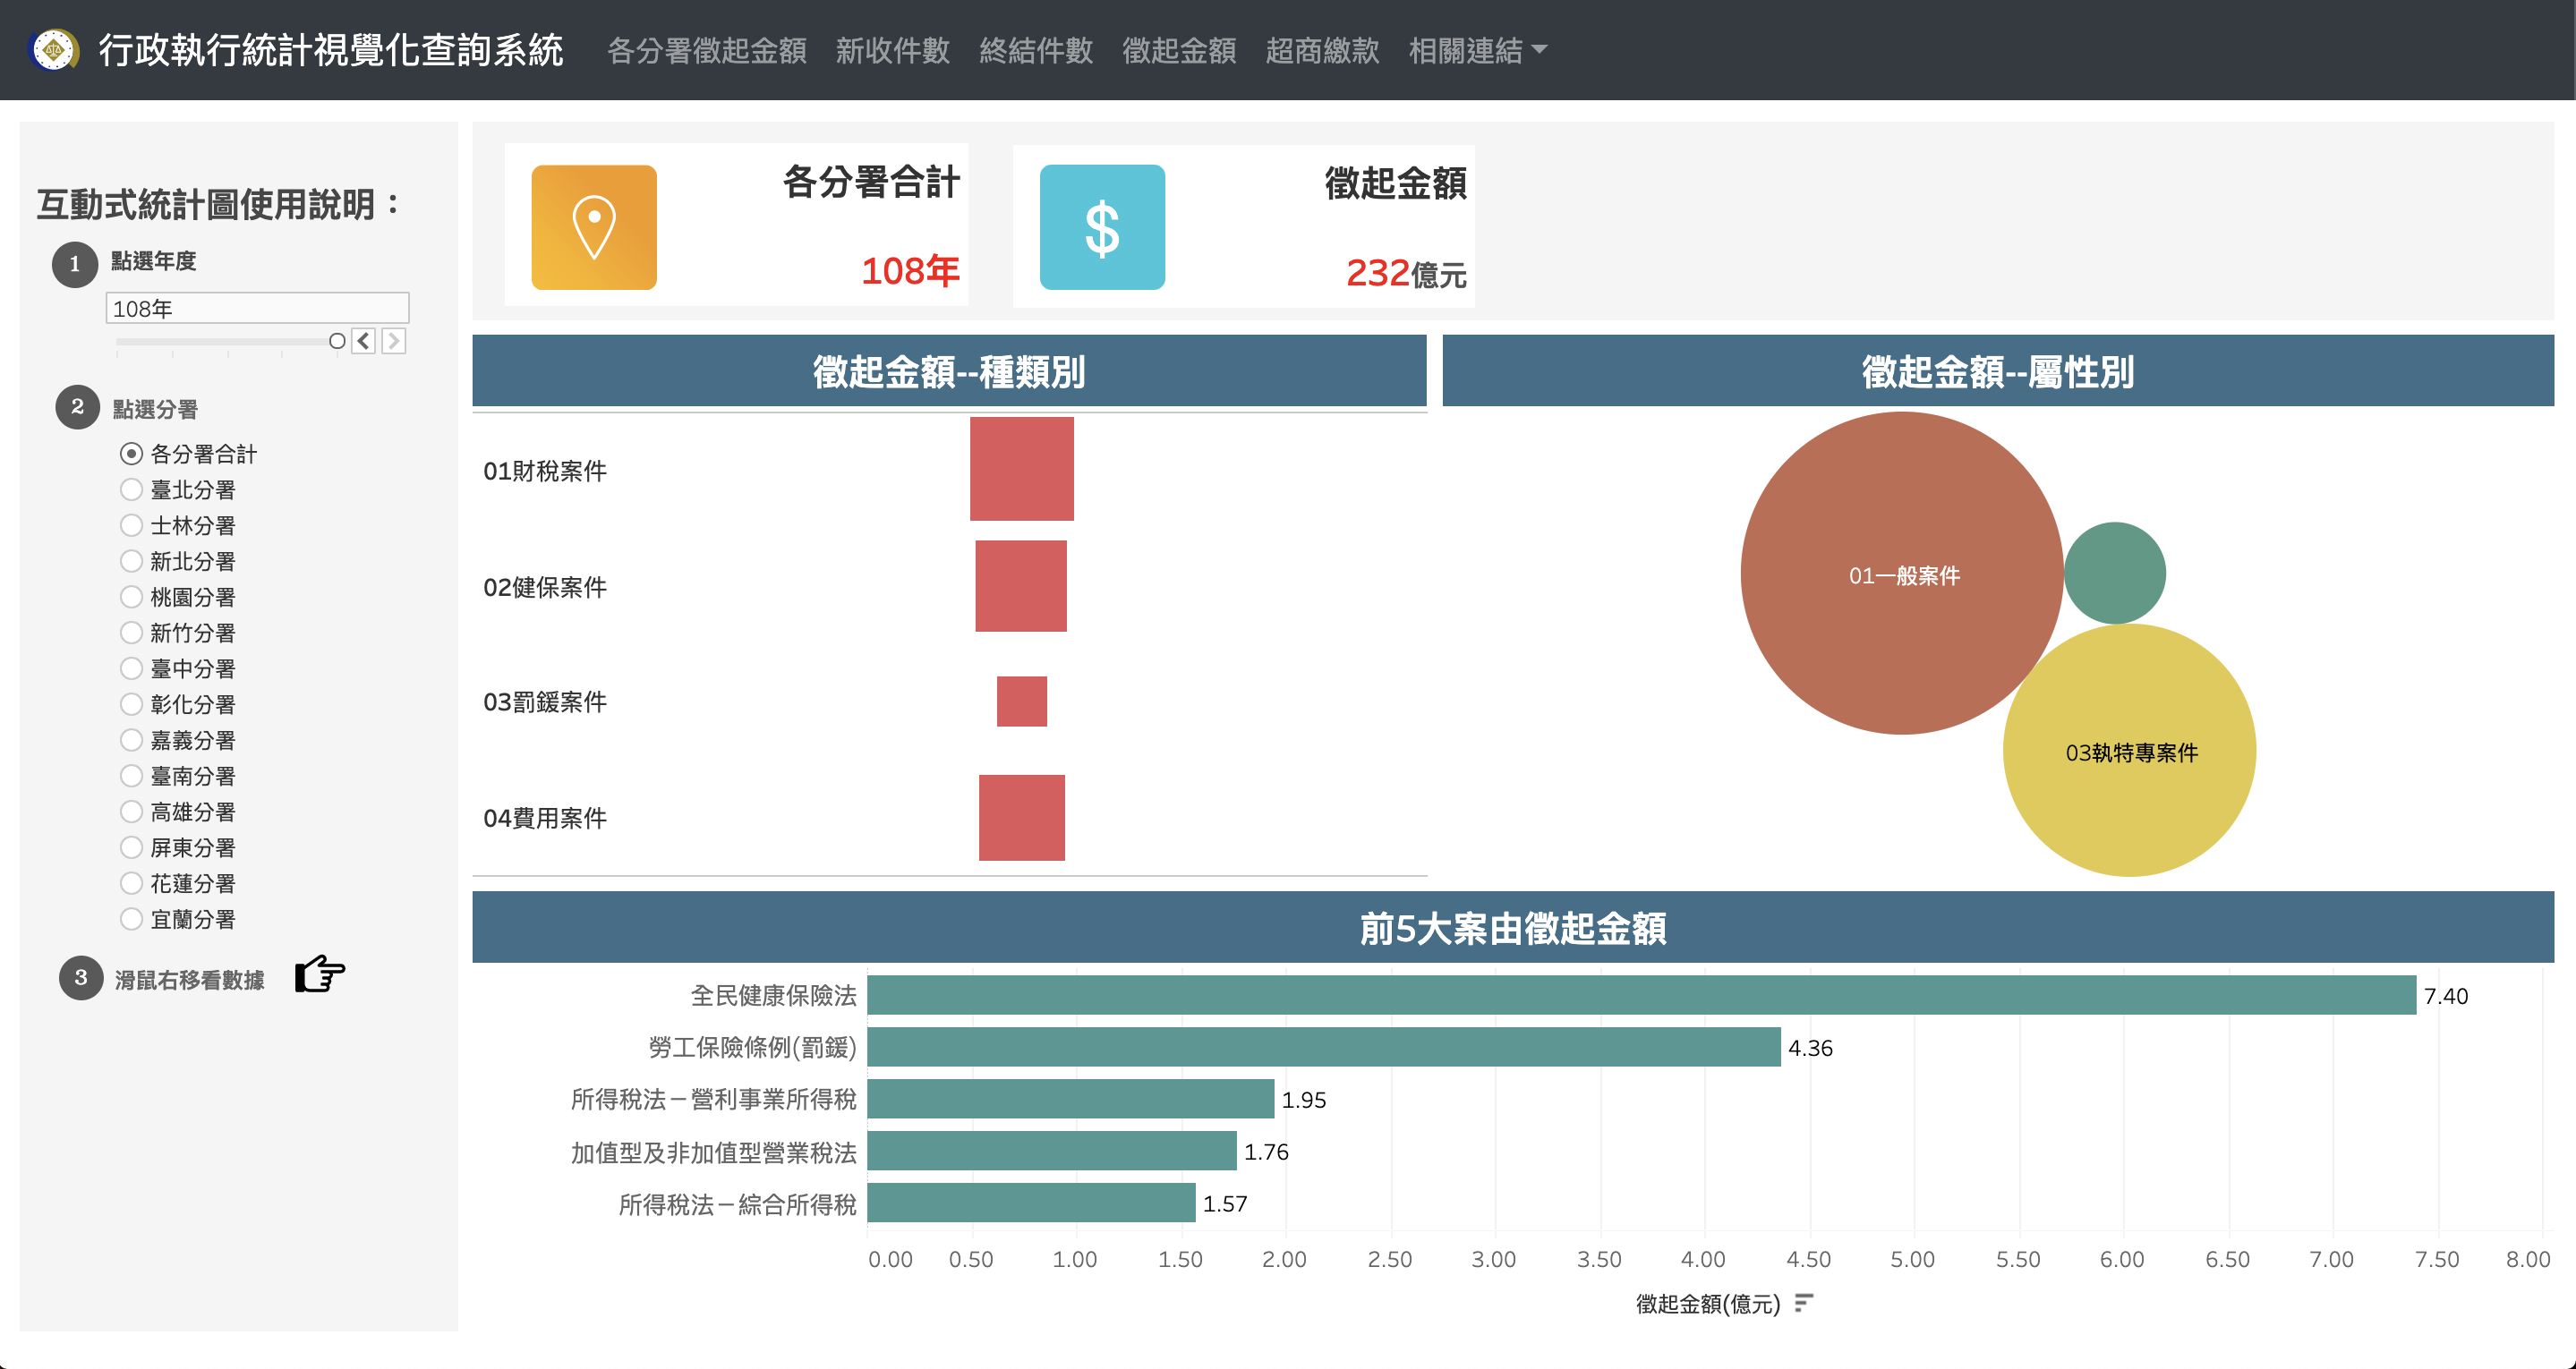 行政執行統計視覺化查詢系統 各分署徵起金額 新收件數 終結件數 徵起金額 超商繳款 相關連結
互動式統計圖使用說明：
1 點選年度
108年
2 點選分署
各分署合計
臺北分署
士林分署
新北分署
桃園分署
新竹分署
臺中分署
彰化分署
嘉義分署
臺南分署
高雄分署
屏東分署
花蓮分署
宜蘭分署
3 滑鼠右移看數據
各分署合計
108年
$
徵起金額
232億元
徵起金額--種類別
01財稅案件
02健保案件
03罰鍰案件
04費用案件
徵起金額--屬性別
01一般案件
03執特專案件
前5大案由徵起金額
全民健康保險法 7.40
勞工保險條例(罰鍰) 4.36
所得稅法－營利事業所得稅 1.95
加值型及非加值型營業稅法 1.76
所得稅法－綜合所得稅 1.57
0.00 0.50 1.00 1.50 2.00 2.50 3.00 3.50 4.00 4.50 5.00 5.50 6.00 6.50 7.00 7.50 8.00
徵起金額(億元)